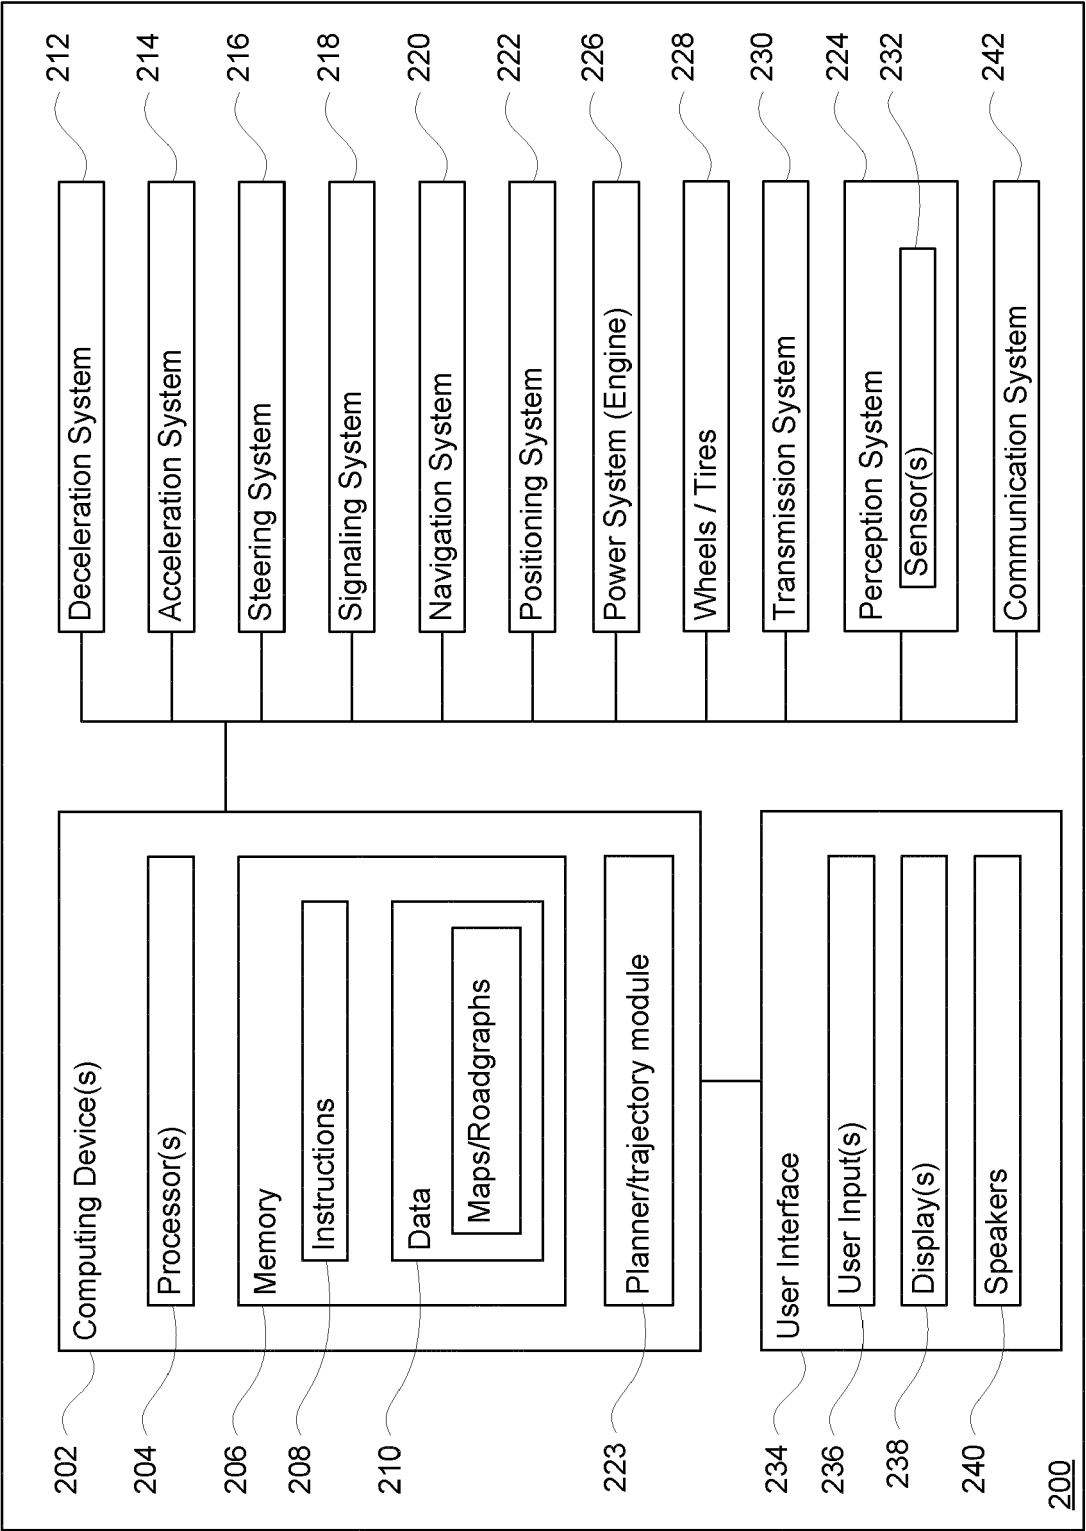 202
Computing Device(s)
204
Processor(s)
206
Memory
208
Instructions
210
Data
Maps/Roadgraphs
223
Planner/trajectory module
234
User Interface
236
User Input(s)
238
Display(s)
240
Speakers
Deceleration System
212
Acceleration System
214
Steering System
216
Signaling System
218
Navigation System
220
Positioning System
222
Power System (Engine)
226
Wheels / Tires
228
Transmission System
230
Perception System
224
Sensor(s)
232
Communication System
242
200